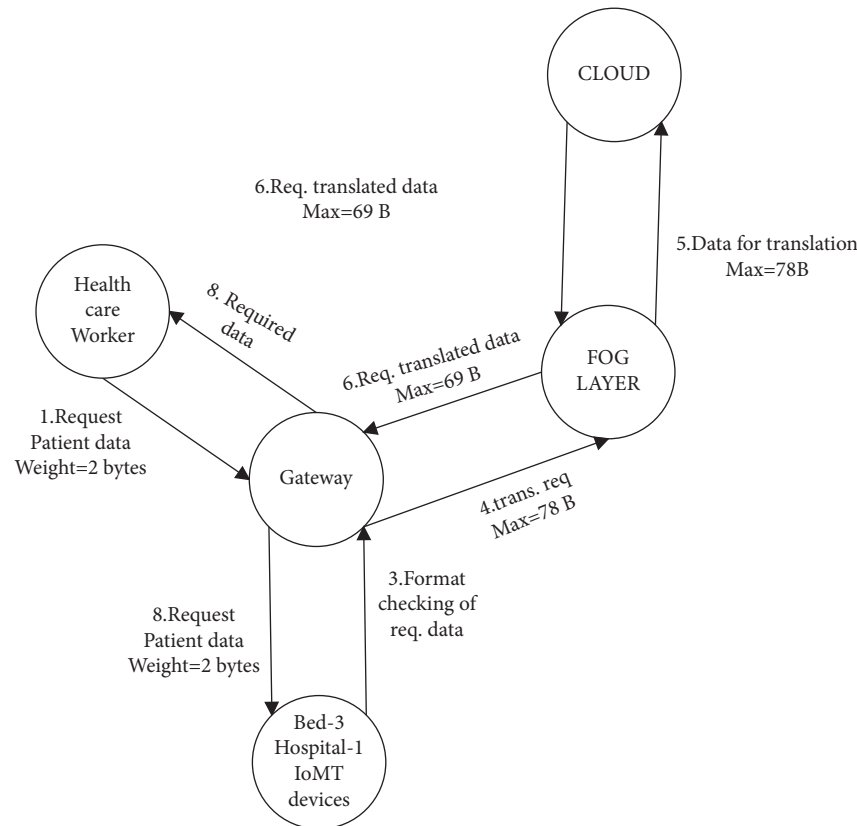 CLOUD
6.Req. translated data
Max=69 B
5.Data for translation
Max=78B
Health
care
Worker
8. Required
data
6.Req. translated data
Max=69 B
FOG
LAYER
1.Request
Patient data
Weight=2 bytes
Gateway
4.trans. req
Max=78 B
3.Format
checking of
req. data
8.Request
Patient data
Weight=2 bytes
Bed-3
Hospital-1
IoMT
devices